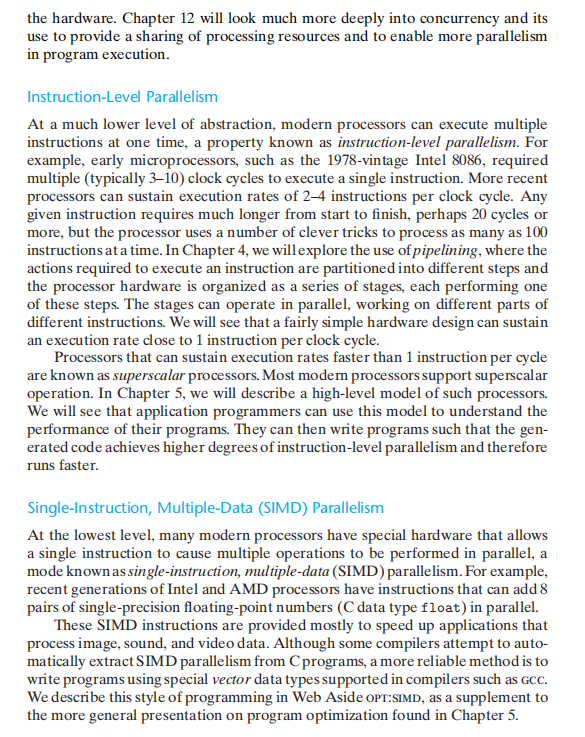 the hardware. Chapter 12 will look much more deeply into concurrency and its
use to provide a sharing of processing resources and to enable more parallelism
in program execution.
Instruction-Level Parallelism
At a much lower level of abstraction, modern processors can execute multiple
instructions at one time, a property known as instruction-level parallelism. For
example, early microprocessors, such as the 1978-vintage Intel 8086, required
multiple (typically 3–10) clock cycles to execute a single instruction. More recent
processors can sustain execution rates of 2–4 instructions per clock cycle. Any
given instruction requires much longer from start to finish, perhaps 20 cycles or
more, but the processor uses a number of clever tricks to process as many as 100
instructions at a time. In Chapter 4, we will explore the use of pipelining, where the
actions required to execute an instruction are partitioned into different steps and
the processor hardware is organized as a series of stages, each performing one
of these steps. The stages can operate in parallel, working on different parts of
different instructions. We will see that a fairly simple hardware design can sustain
an execution rate close to 1 instruction per clock cycle.
Processors that can sustain execution rates faster than 1 instruction per cycle
are known as superscalar processors. Most modern processors support superscalar
operation. In Chapter 5, we will describe a high-level model of such processors.
We will see that application programmers can use this model to understand the
performance of their programs. They can then write programs such that the gen-
erated code achieves higher degrees of instruction-level parallelism and therefore
runs faster.
Single-Instruction, Multiple-Data (SIMD) Parallelism
At the lowest level, many modern processors have special hardware that allows
a single instruction to cause multiple operations to be performed in parallel, a
mode known as single-instruction, multiple-data (SIMD) parallelism. For example,
recent generations of Intel and AMD processors have instructions that can add 8
pairs of single-precision floating-point numbers (C data type float) in parallel.
These SIMD instructions are provided mostly to speed up applications that
process image, sound, and video data. Although some compilers attempt to auto-
matically extract SIMD parallelism from C programs, a more reliable method is to
write programs using special vector data types supported in compilers such as GCC.
We describe this style of programming in Web Aside OPT:SIMD, as a supplement to
the more general presentation on program optimization found in Chapter 5.